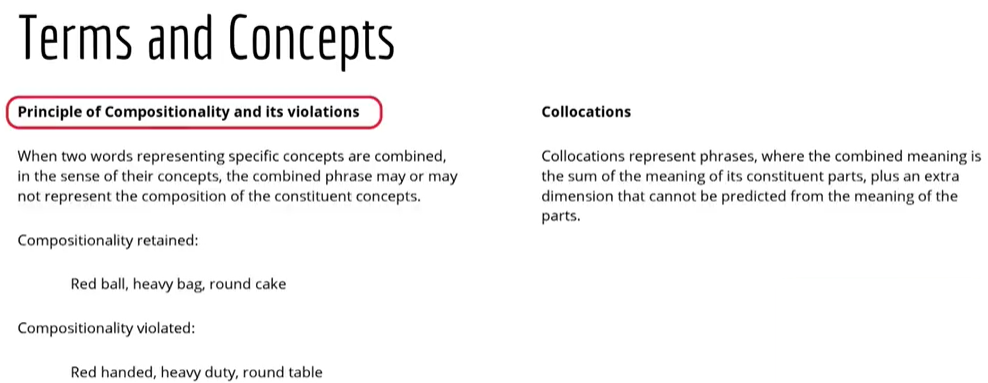 Terms and Concepts
Principle of Compositionality and its violations
When two words representing specific concepts are combined,
in the sense of their concepts, the combined phrase may or may
not represent the composition of the constituent concepts.
Compositionality retained:
Red ball, heavy bag, round cake
Compositionality violated:
Red handed, heavy duty, round table
Collocations
Collocations represent phrases, where the combined meaning is
the sum of the meaning of its constituent parts, plus an extra
dimension that cannot be predicted from the meaning of the
parts.